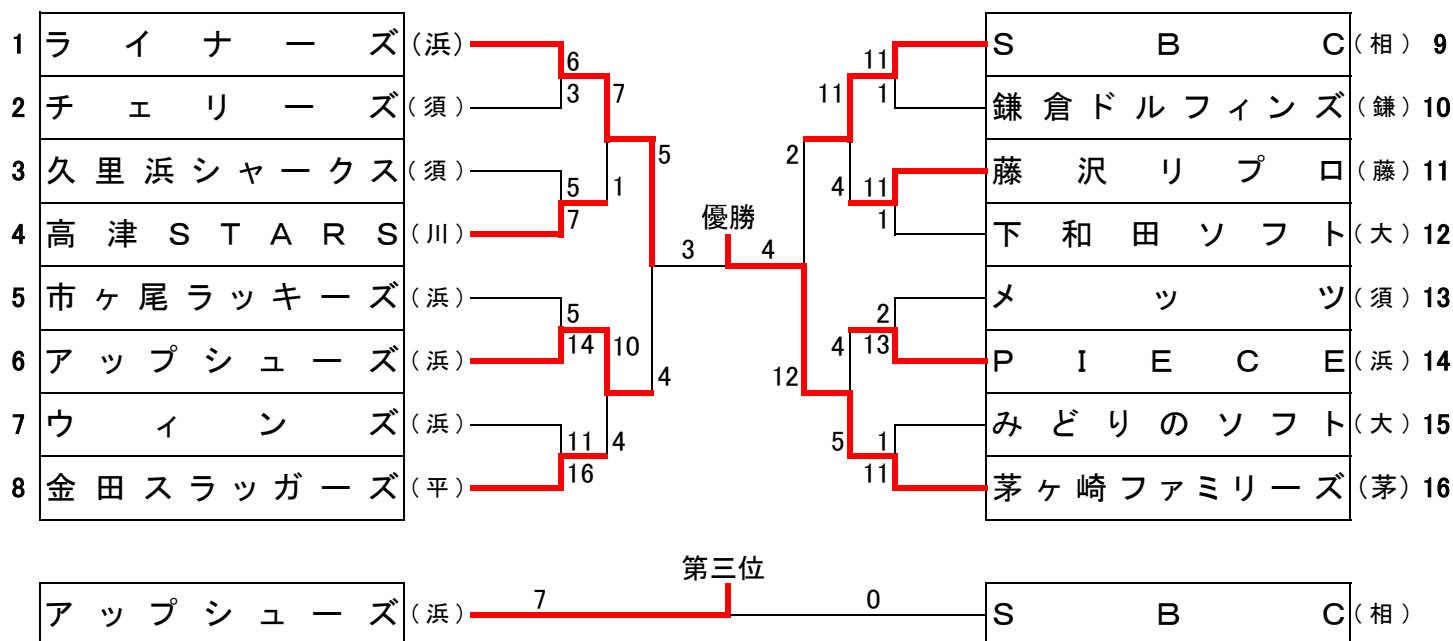 1 ライナーズ (浜) 6 11 SBC (相) 9
7 11
2 チェリーズ (須) 3 1 鎌倉ドルフィンズ (鎌) 10
5 2
3 久里浜シャークス (須) 5 1 4 11 藤沢リプロ (藤) 11
4 高津STARS (川) 7 優勝 1 下和田ソフト (大) 12
3 4
5 市ヶ尾ラッキーズ (浜) 5 2 メッツ (須) 13
6 アップシューズ (浜) 14 10 4 13 PIECE (浜) 14
4 12
7 ウィンズ (浜) 11 4 5 1 みどりのソフト (大) 15
8 金田スラッガーズ (平) 16 11 茅ヶ崎ファミリーズ (茅) 16
第三位
アップシューズ (浜) 7 0 SBC (相)